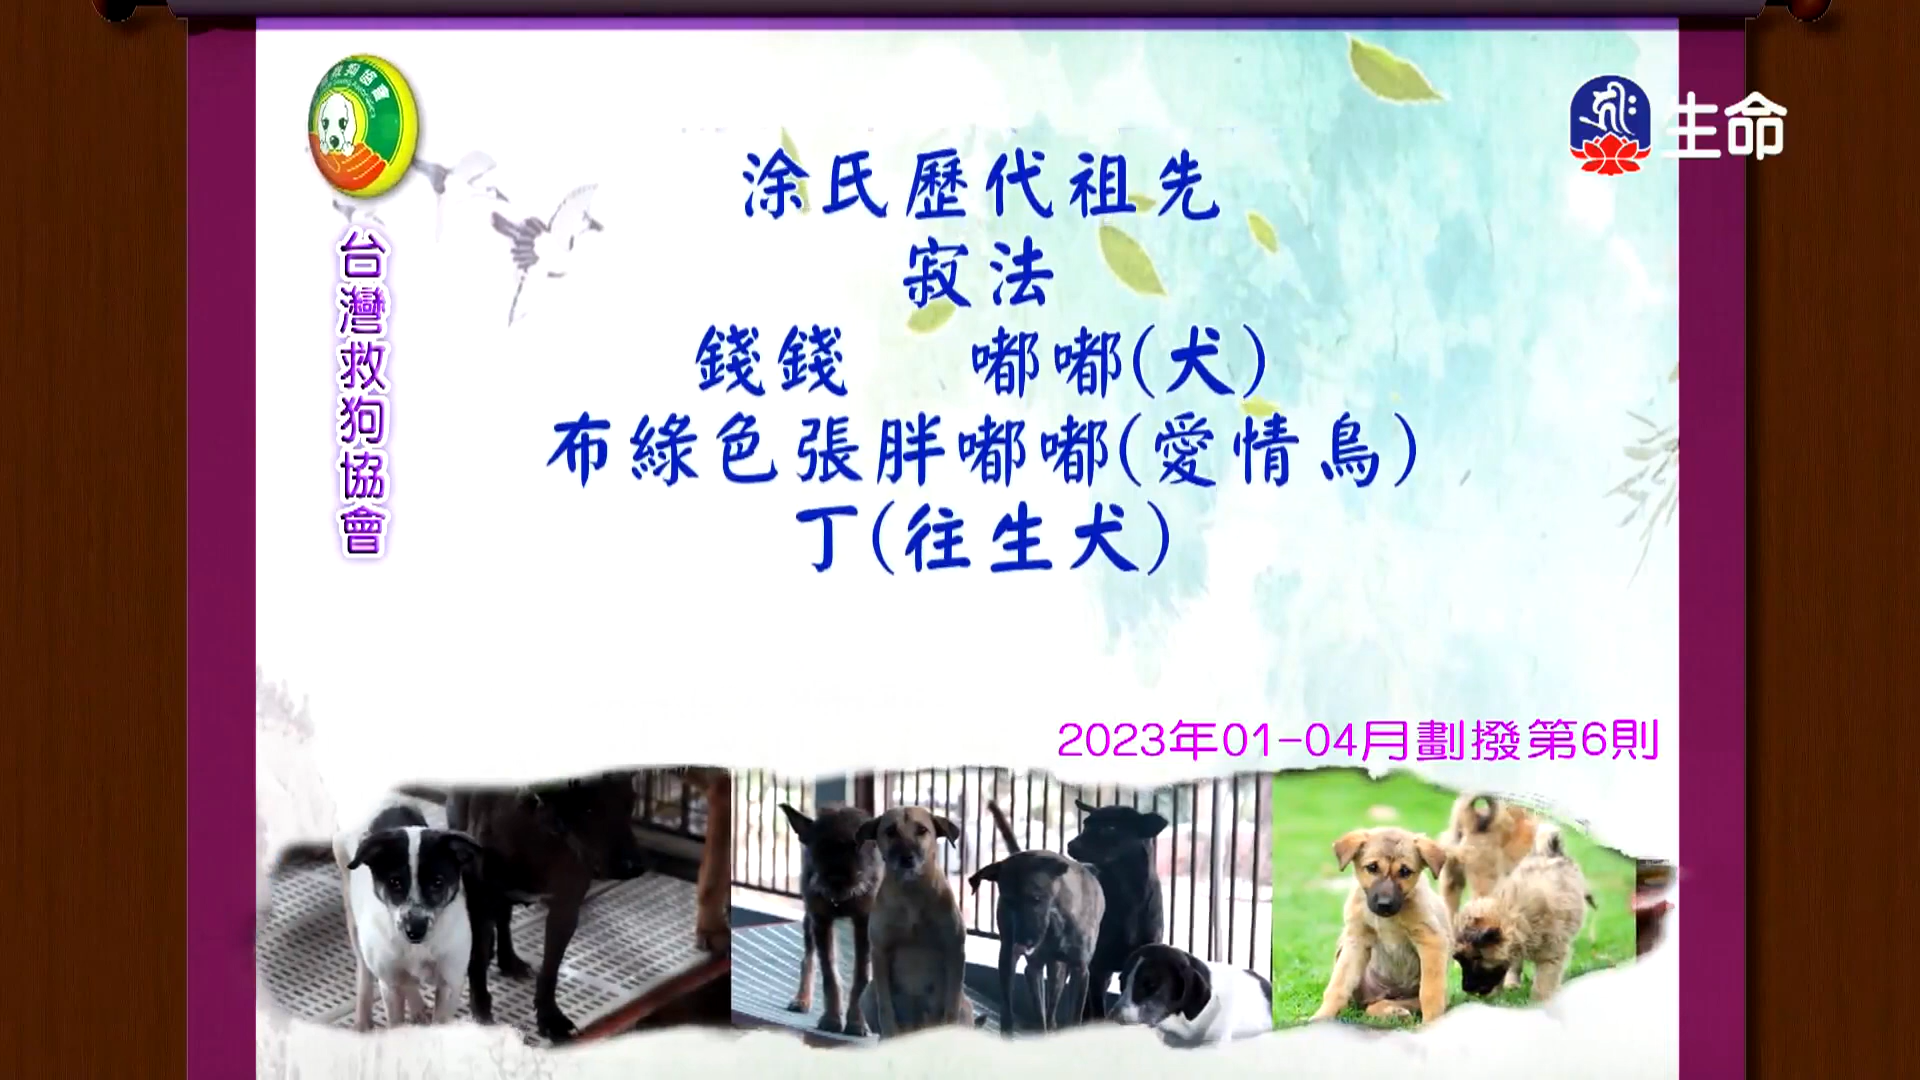 生命
台灣救狗協會
涂氏歷代祖先
寂法
錢錢 嘟嘟(犬)
布綠色張胖嘟嘟(愛情鳥)
丁(往生犬)
2023年01-04月劃撥第6則